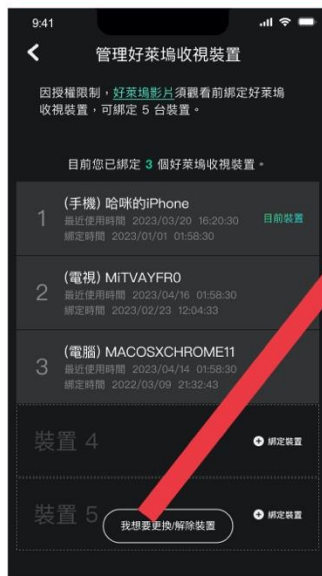 9:41
管理好萊塢收視裝置
因授權限制，好萊塢影片須觀看前綁定好萊塢
收視裝置，可綁定 5 台裝置。
目前您已綁定 3 個好萊塢收視裝置。
1
(手機) 哈咪的iPhone
最近使用時間 2023/03/20 16:20:30
綁定時間 2023/01/01 01:58:30
目前裝置
2
(電視) MiTVAYFR0
最近使用時間 2023/04/16 01:58:30
綁定時間 2023/02/23 12:04:33
3
(電腦) MACOSXCHROME11
最近使用時間 2023/04/14 01:58:30
綁定時間 2022/03/09 21:32:43
裝置 4
綁定裝置
裝置 5
綁定裝置
我想要更換/解除裝置